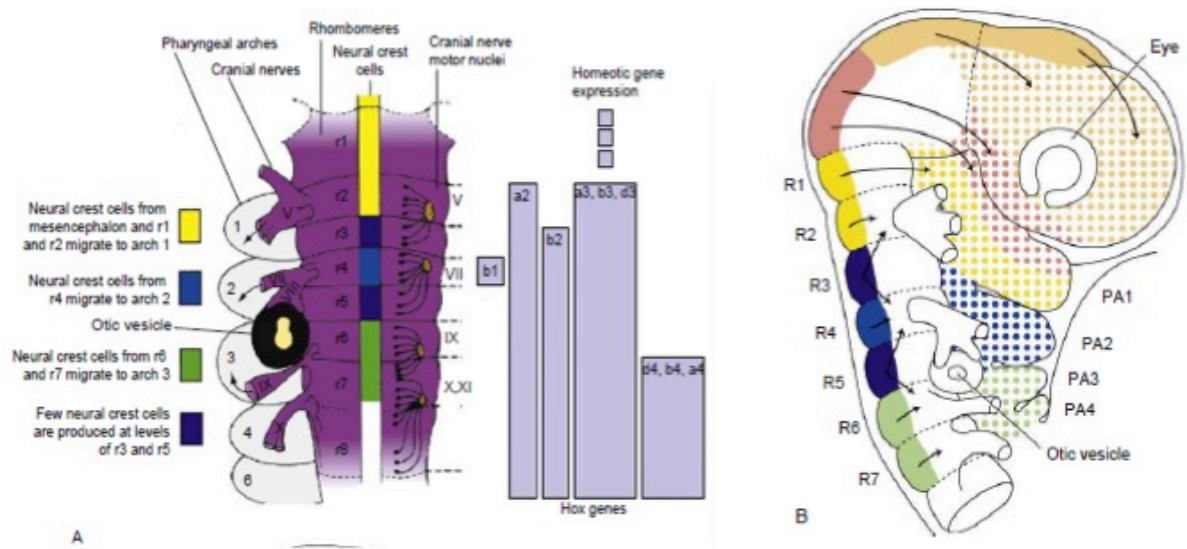 Pharyngeal arches
Cranial nerves
Rhombomeres
Neural crest
cells
Cranial nerve
motor nuclei
Homeotic gene
expression
Neural crest cells from
mesencephalon and r1
and r2 migrate to arch 1
Neural crest cells from
r4 migrate to arch 2
Otic vesicle
Neural crest cells from r6
and r7 migrate to arch 3
Few neural crest cells
are produced at levels
of r3 and r5
1
2
3
4
6
V
VII
IX
X
r1
r2
r3
r4
r5
r6
r7
r8
V
VII
IX
X,XI
b1
a2
b2
a3, b3, d3
d4, b4, a4
Hox genes
A
Eye
R1
R2
R3
R4
R5
R6
R7
PA1
PA2
PA3
PA4
Otic vesicle
B